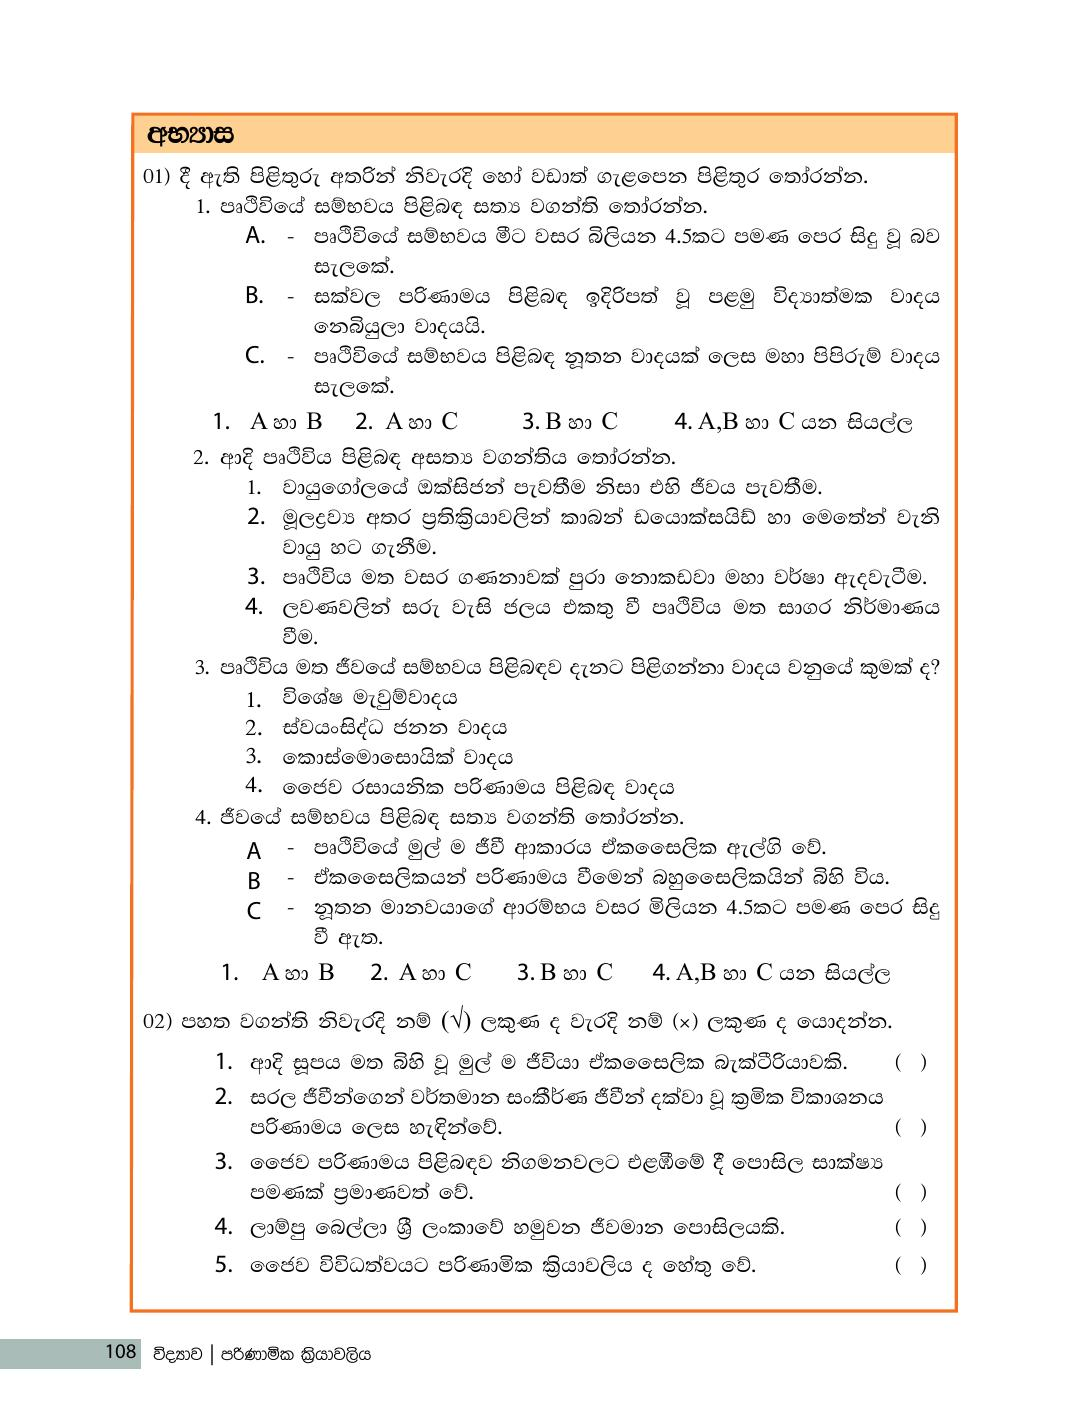 අභ්‍යාස
01) දී ඇති පිළිතුරු අතරින් නිවැරදි හෝ වඩාත් ගැළපෙන පිළිතුර තෝරන්න.
1. පෘථිවියේ සම්භවය පිළිබඳ සත්‍ය වගන්ති තෝරන්න.
A. - පෘථිවියේ සම්භවය මීට වසර බිලියන 4.5කට පමණ පෙර සිදු වූ බව
සැලකේ.
B. - සක්වල පරිණාමය පිළිබඳ ඉදිරිපත් වූ පළමු විද්‍යාත්මක වාදය
නෙබියුලා වාදයයි.
C. - පෘථිවියේ සම්භවය පිළිබඳ නූතන වාදයක් ලෙස මහා පිපිරුම් වාදය
සැලකේ.
1. A හා B 2. A හා C 3. B හා C 4. A,B හා C යන සියල්ල
2. ආදි පෘථිවිය පිළිබඳ අසත්‍ය වගන්තිය තෝරන්න.
1. වායුගෝලයේ ඔක්සිජන් පැවතීම නිසා එහි ජීවය පැවතීම.
2. මූලද්‍රව්‍ය අතර ප්‍රතික්‍රියාවලින් කාබන් ඩයොක්සයිඩ් හා මෙතේන් වැනි
වායු හට ගැනීම.
3. පෘථිවිය මත වසර ගණනාවක් පුරා නොකඩවා මහා වර්ෂා ඇදවැටීම.
4. ලවණවලින් සරු වැසි ජලය එකතු වී පෘථිවිය මත සාගර නිර්මාණය
වීම.
3. පෘථිවිය මත ජීවයේ සම්භවය පිළිබඳව දැනට පිළිගන්නා වාදය වනුයේ කුමක් ද?
1. විශේෂ මැවුම්වාදය
2. ස්වයංසිද්ධ ජනන වාදය
3. කොස්මොසොයික් වාදය
4. ජෛව රසායනික පරිණාමය පිළිබඳ වාදය
4. ජීවයේ සම්භවය පිළිබඳ සත්‍ය වගන්ති තෝරන්න.
A - පෘථිවියේ මුල් ම ජීවී ආකාරය ඒකසෛලික ඇල්ගී වේ.
B - ඒකසෛලිකයන් පරිණාමය වීමෙන් බහුසෛලිකයින් බිහි විය.
C - නූතන මානවයාගේ ආරම්භය වසර මිලියන 4.5කට පමණ පෙර සිදු
වී ඇත.
1. A හා B 2. A හා C 3. B හා C 4. A,B හා C යන සියල්ල
02) පහත වගන්ති නිවැරදි නම් (√) ලකුණ ද වැරදි නම් (×) ලකුණ ද යොදන්න.
1. ආදි සූපය මත බිහි වූ මුල් ම ජීවියා ඒකසෛලික බැක්ටීරියාවකි. ( )
2. සරල ජීවීන්ගෙන් වර්තමාන සංකීර්ණ ජීවීන් දක්වා වූ ක්‍රමික විකාශනය
පරිණාමය ලෙස හැඳින්වේ. ( )
3. ජෛව පරිණාමය පිළිබඳව නිගමනවලට එළඹීමේ දී පොසිල සාක්ෂ්‍ය
පමණක් ප්‍රමාණවත් වේ. ( )
4. ලාම්පු බෙල්ලා ශ්‍රී ලංකාවේ හමුවන ජීවමාන පොසිලයකි. ( )
5. ජෛව විවිධත්වයට පරිණාමික ක්‍රියාවලිය ද හේතු වේ. ( )
108 විද්‍යාව | පරිණාමික ක්‍රියාවලිය